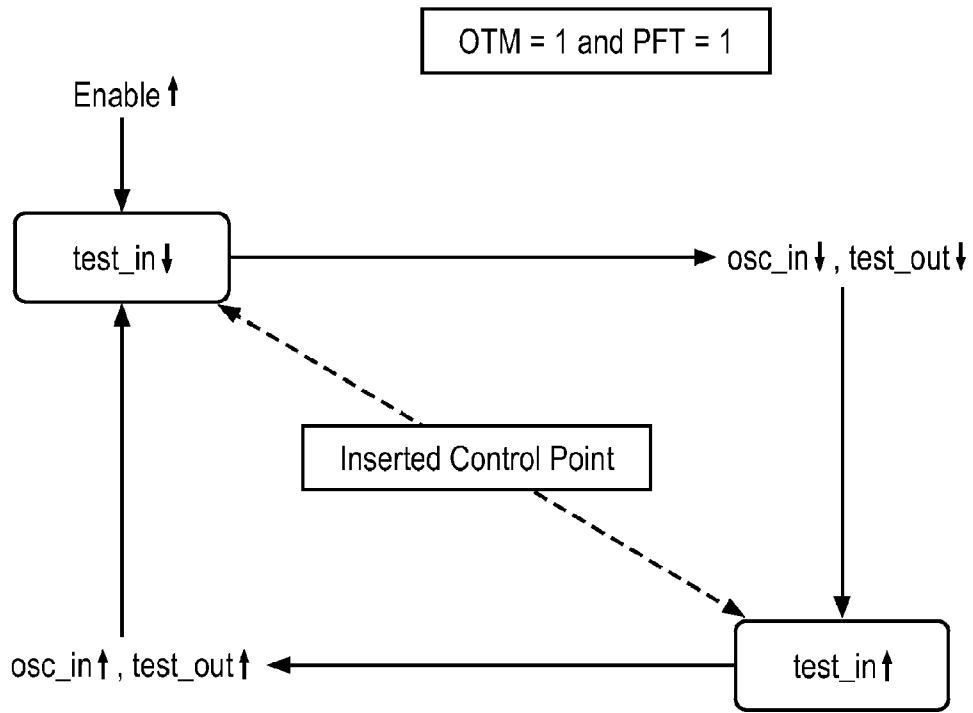 OTM = 1 and PFT = 1
Enable↑
test_in↓
osc_in↓, test_out↓
Inserted Control Point
osc_in↑, test_out↑
test_in↑